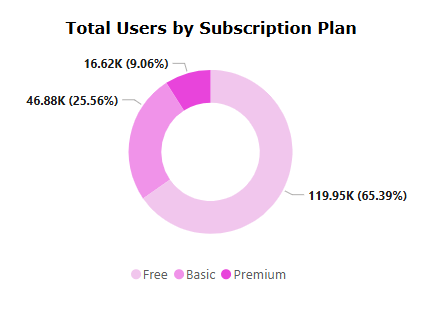 Total Users by Subscription Plan
16.62K (9.06%)
46.88K (25.56%)
119.95K (65.39%)
Free Basic Premium